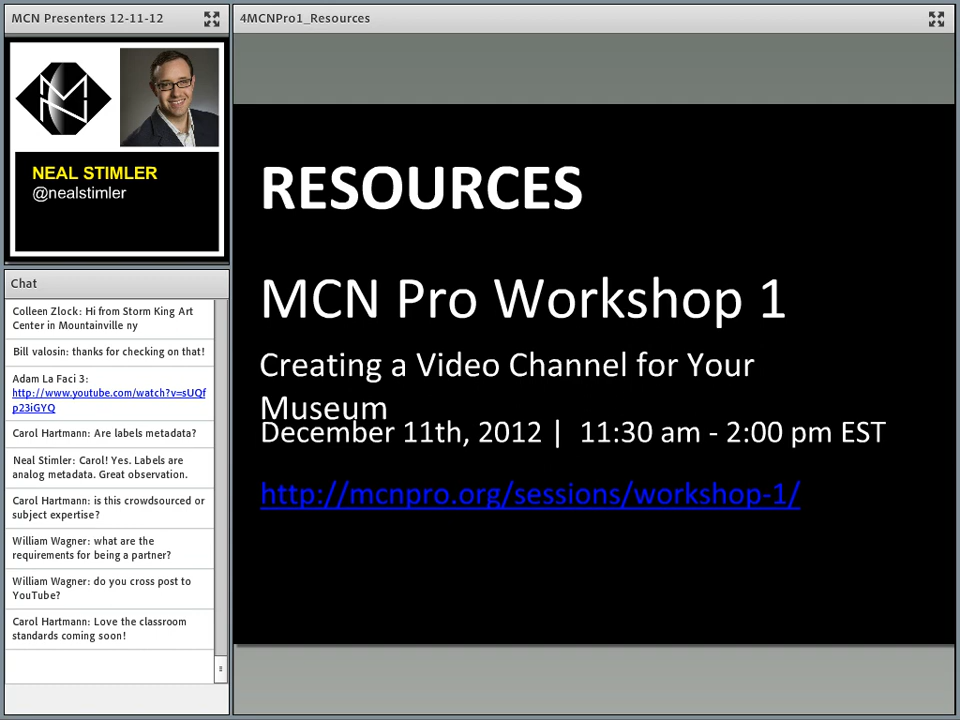 MCN Presenters 12-11-12
NEAL STIMLER
@nealstimler
Chat
Colleen Zlock: Hi from Storm King Art
Center in Mountainville ny
Bill valosin: thanks for checking on that!
Adam La Faci 3:
http://www.youtube.com/watch?v=sUQf
p23iGYQ
Carol Hartmann: Are labels metadata?
Neal Stimler: Carol! Yes. Labels are
analog metadata. Great observation.
Carol Hartmann: is this crowdsourced or
subject expertise?
William Wagner: what are the
requirements for being a partner?
William Wagner: do you cross post to
YouTube?
Carol Hartmann: Love the classroom
standards coming soon!
4MCNPro1_Resources
RESOURCES
MCN Pro Workshop 1
Creating a Video Channel for Your
Museum
December 11th, 2012 | 11:30 am - 2:00 pm EST
http://mcnpro.org/sessions/workshop-1/